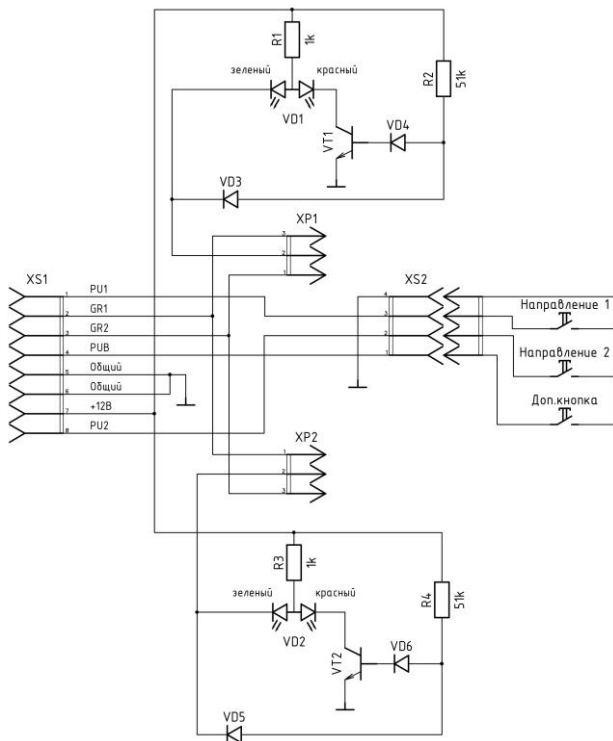 R1
1k
зеленый
красный
VD1
R2
51k
VT1
VD4
VD3
XP1
3
2
1
XS1
1 PU1
2 GR1
3 GR2
4 PUB
5 Общий
6 Общий
7 +12В
8 PU2
XS2
4
3
2
1
Направление 1
Направление 2
Доп.кнопка
XP2
1
2
3
R3
1k
зеленый
красный
VD2
R4
51k
VT2
VD6
VD5